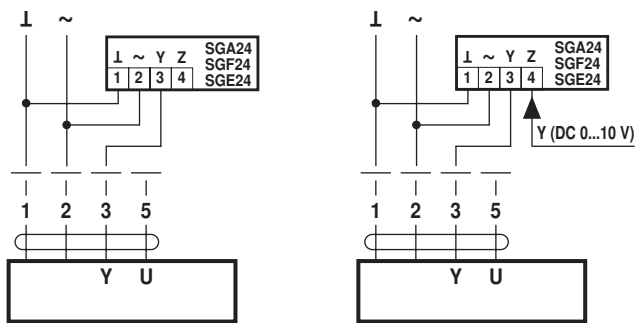 ⊥ ~
⊥ ~ Y Z
1 2 3 4
SGA24
SGF24
SGE24
1 2 3 5
Y U
⊥ ~
⊥ ~ Y Z
1 2 3 4
SGA24
SGF24
SGE24
Y (DC 0...10 V)
1 2 3 5
Y U